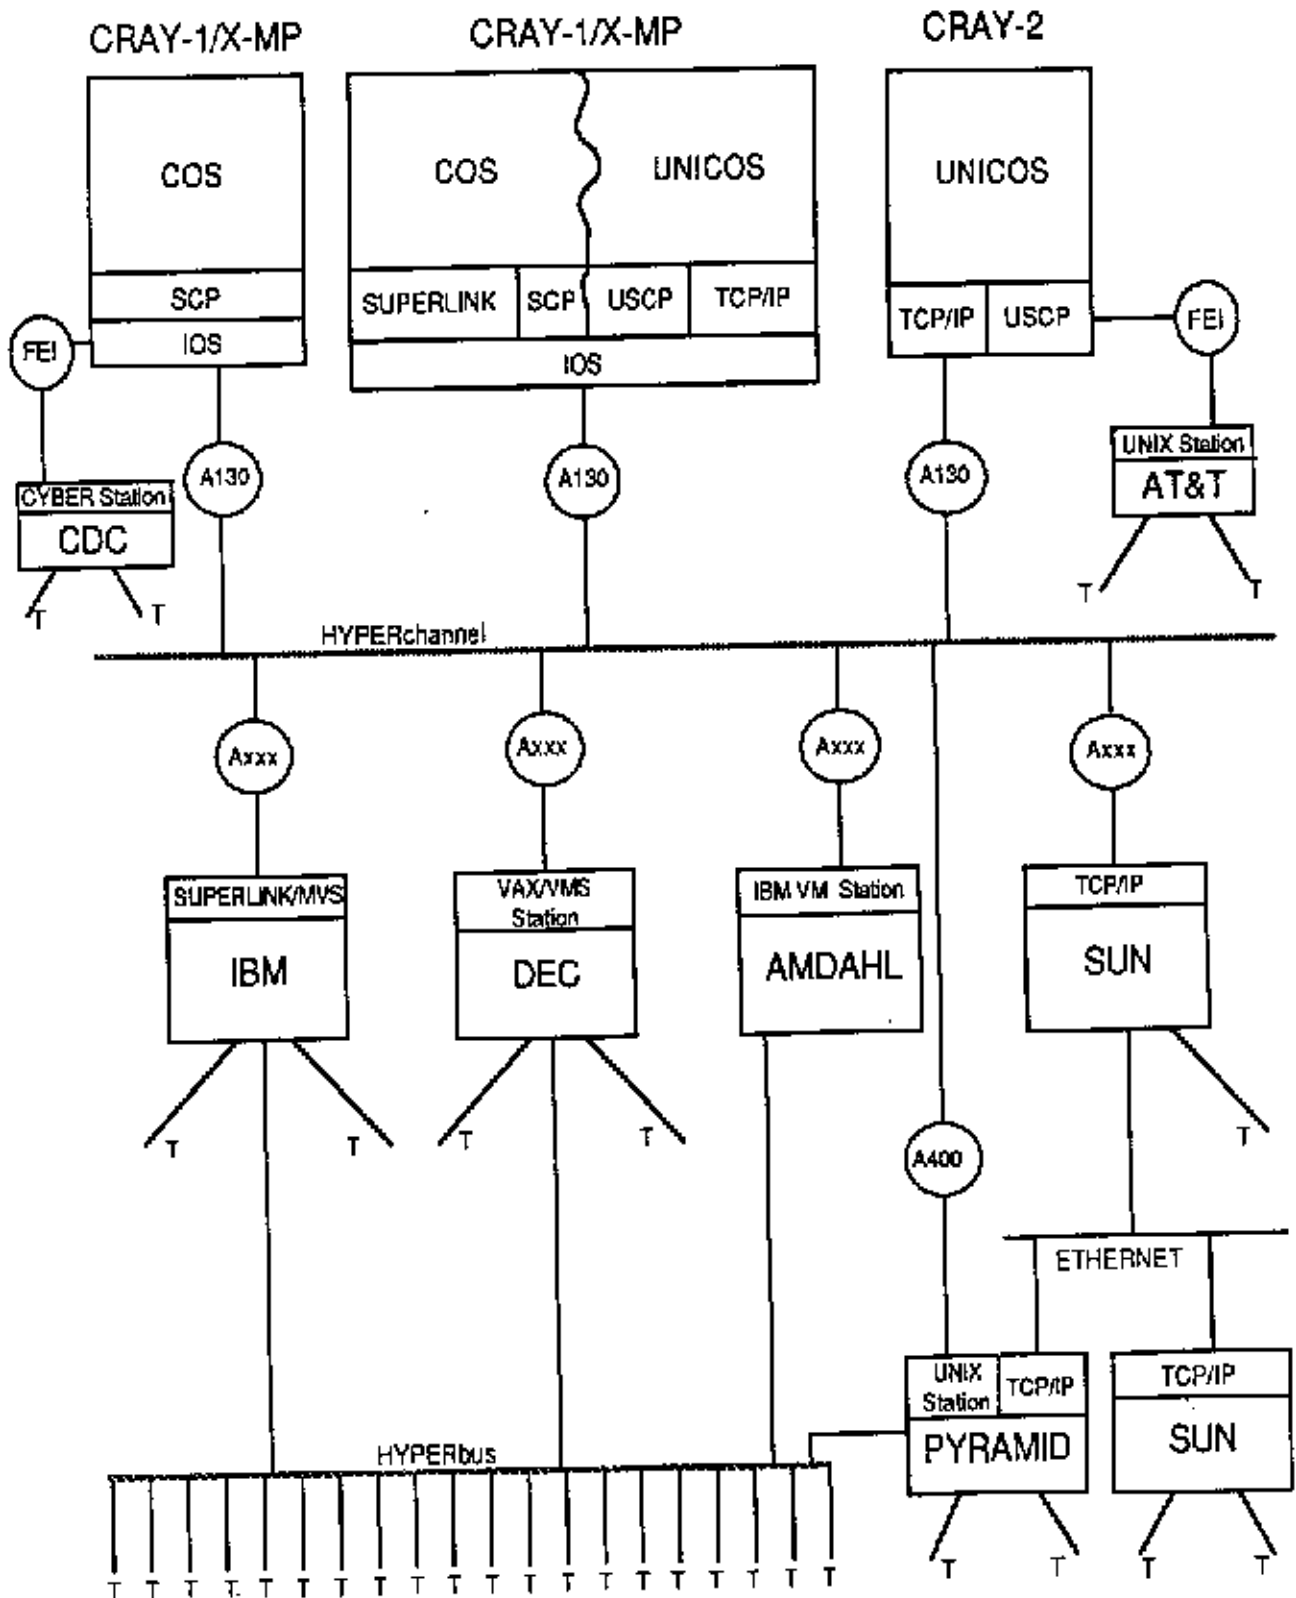 CRAY-1/X-MP
CRAY-1/X-MP
CRAY-2
COS
COS
UNICOS
UNICOS
SCP
IOS
SUPERLINK
SCP
USCP
TCP/IP
IOS
TCP/IP
USCP
FEI
FEI
A130
A130
A130
CYBER Station
CDC
T
T
UNIX Station
AT&T
T
T
HYPERchannel
Axxx
Axxx
Axxx
Axxx
SUPERLINK/MVS
IBM
T
T
VAX/VMS
Station
DEC
T
T
IBM VM Station
AMDAHL
TCP/IP
SUN
T
A400
ETHERNET
UNIX
Station
TCP/IP
PYRAMID
T
T
TCP/IP
SUN
T
T
HYPERbus
T T T T T T T T T T T T T T T T T T T T